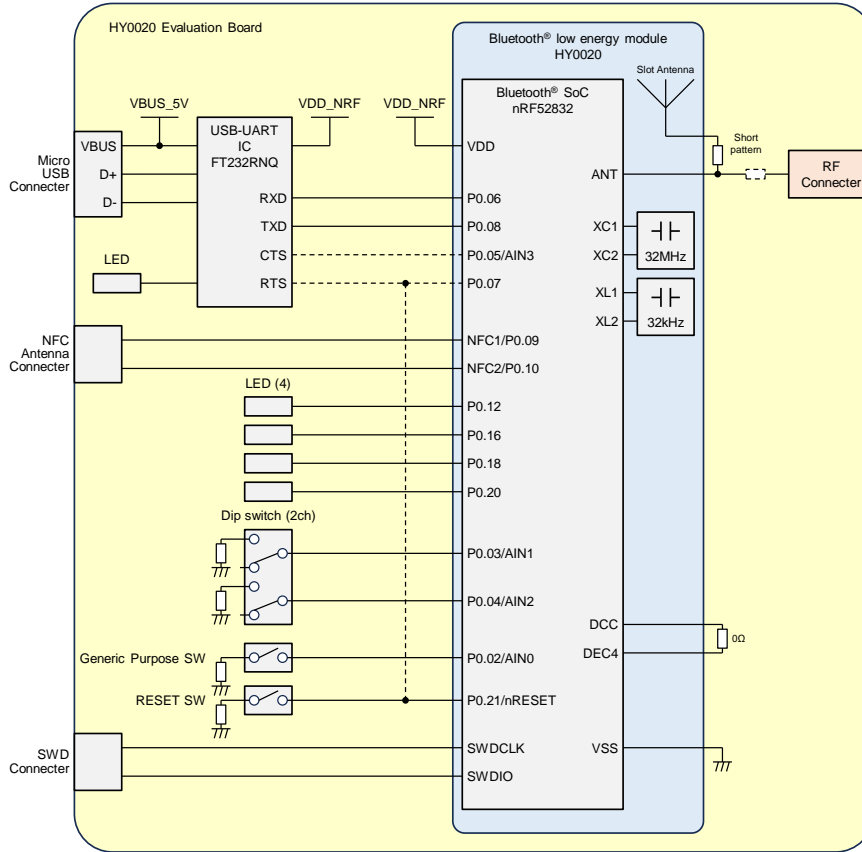 HY0020 Evaluation Board
Bluetooth® low energy module
HY0020
Slot Antenna
Bluetooth® SoC
nRF52832
VBUS_5V
VDD_NRF
VDD_NRF
USB-UART
IC
FT232RNQ
Micro
USB
Connecter
VBUS
D+
D-
VDD
Short
pattern
ANT
RF
Connecter
RXD
P0.06
TXD
P0.08
XC1
XC2
32MHz
CTS
P0.05/AIN3
LED
RTS
P0.07
XL1
XL2
32kHz
NFC
Antenna
Connecter
NFC1/P0.09
NFC2/P0.10
LED (4)
P0.12
P0.16
P0.18
P0.20
Dip switch (2ch)
P0.03/AIN1
P0.04/AIN2
DCC
0Ω
DEC4
Generic Purpose SW
P0.02/AIN0
RESET SW
P0.21/nRESET
SWD
Connecter
SWDCLK
SWDIO
VSS